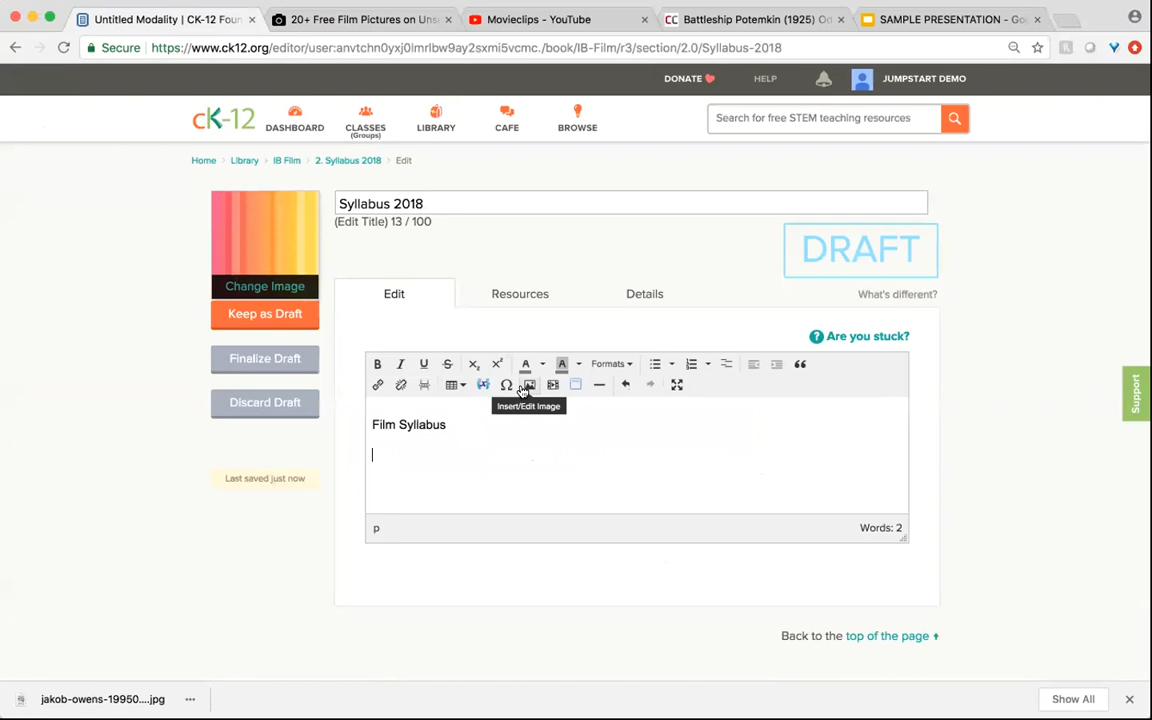 Untitled Modality | CK-12 Foun
20+ Free Film Pictures on Uns
Movieclips - YouTube
Battleship Potemkin (1925) Od
SAMPLE PRESENTATION - Go
Secure
https://www.ck12.org/editor/user:anvtchn0yxj0lmrlbw9ay2sxmi5vcmc./book/IB-Film/r3/section/2.0/Syllabus-2018
DONATE
HELP
JUMPSTART DEMO
cK-12
DASHBOARD
CLASSES
(Groups)
LIBRARY
CAFE
BROWSE
Search for free STEM teaching resources
Home > Library > IB Film > 2. Syllabus 2018 > Edit
Syllabus 2018
(Edit Title) 13 / 100
DRAFT
Change Image
Keep as Draft
Finalize Draft
Discard Draft
Last saved just now
Edit
Resources
Details
What's different?
? Are you stuck?
B I U S X₂ X² A A Formats
Insert/Edit Image
Film Syllabus
p
Words: 2
Support
Back to the top of the page
jakob-owens-19950....jpg
Show All